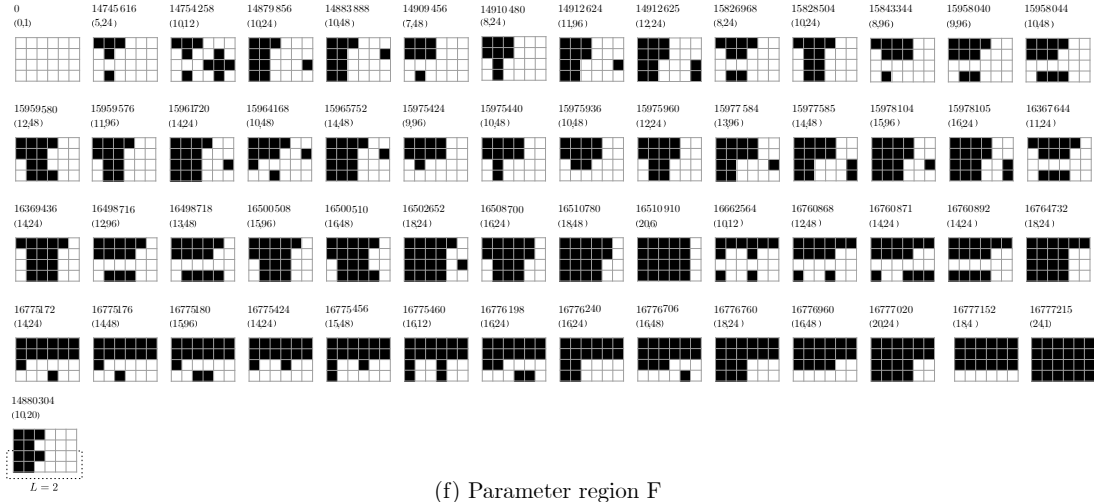 0 14745616 14754258 14879856 14883888 14909456 14910480 14912624 14912625 15826968 15828504 15843344 15958040 15958044
(0,1) (5,24) (10,12) (10,24) (10,48) (7,48) (8,24) (11,96) (12,24) (8,24) (10,24) (8,96) (9,96) (10,48)
15959580 15959576 15961720 15964168 15965752 15975424 15975440 15975936 15975960 15977584 15977585 15978104 15978105 16367644
(12,48) (11,96) (14,24) (10,48) (14,48) (9,96) (10,48) (10,48) (12,24) (13,96) (14,48) (15,96) (16,24) (11,24)
16369436 16498716 16498718 16500508 16500510 16502652 16508700 16510780 16510910 16662564 16760868 16760871 16760892 16764732
(14,24) (12,96) (13,48) (15,96) (16,48) (18,24) (16,24) (18,48) (20,6) (10,12) (12,48) (14,24) (14,24) (18,24)
16775172 16775176 16775180 16775424 16775456 16775460 16776198 16776240 16776706 16776760 16776960 16777020 16777152 16777215
(14,24) (14,48) (15,96) (14,24) (15,48) (16,12) (16,24) (16,24) (16,48) (18,24) (16,48) (20,24) (18,4) (24,1)
14880304
(10,20)
L = 2
(f) Parameter region F